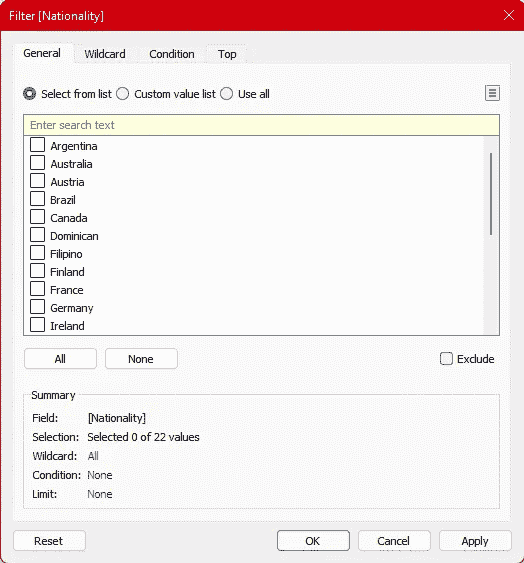 Filter [Nationality]
General Wildcard Condition Top
Select from list Custom value list Use all
Enter search text
Argentina
Australia
Austria
Brazil
Canada
Dominican
Filipino
Finland
France
Germany
Ireland
All None Exclude
Summary
Field: [Nationality]
Selection: Selected 0 of 22 values
Wildcard: All
Condition: None
Limit: None
Reset OK Cancel Apply